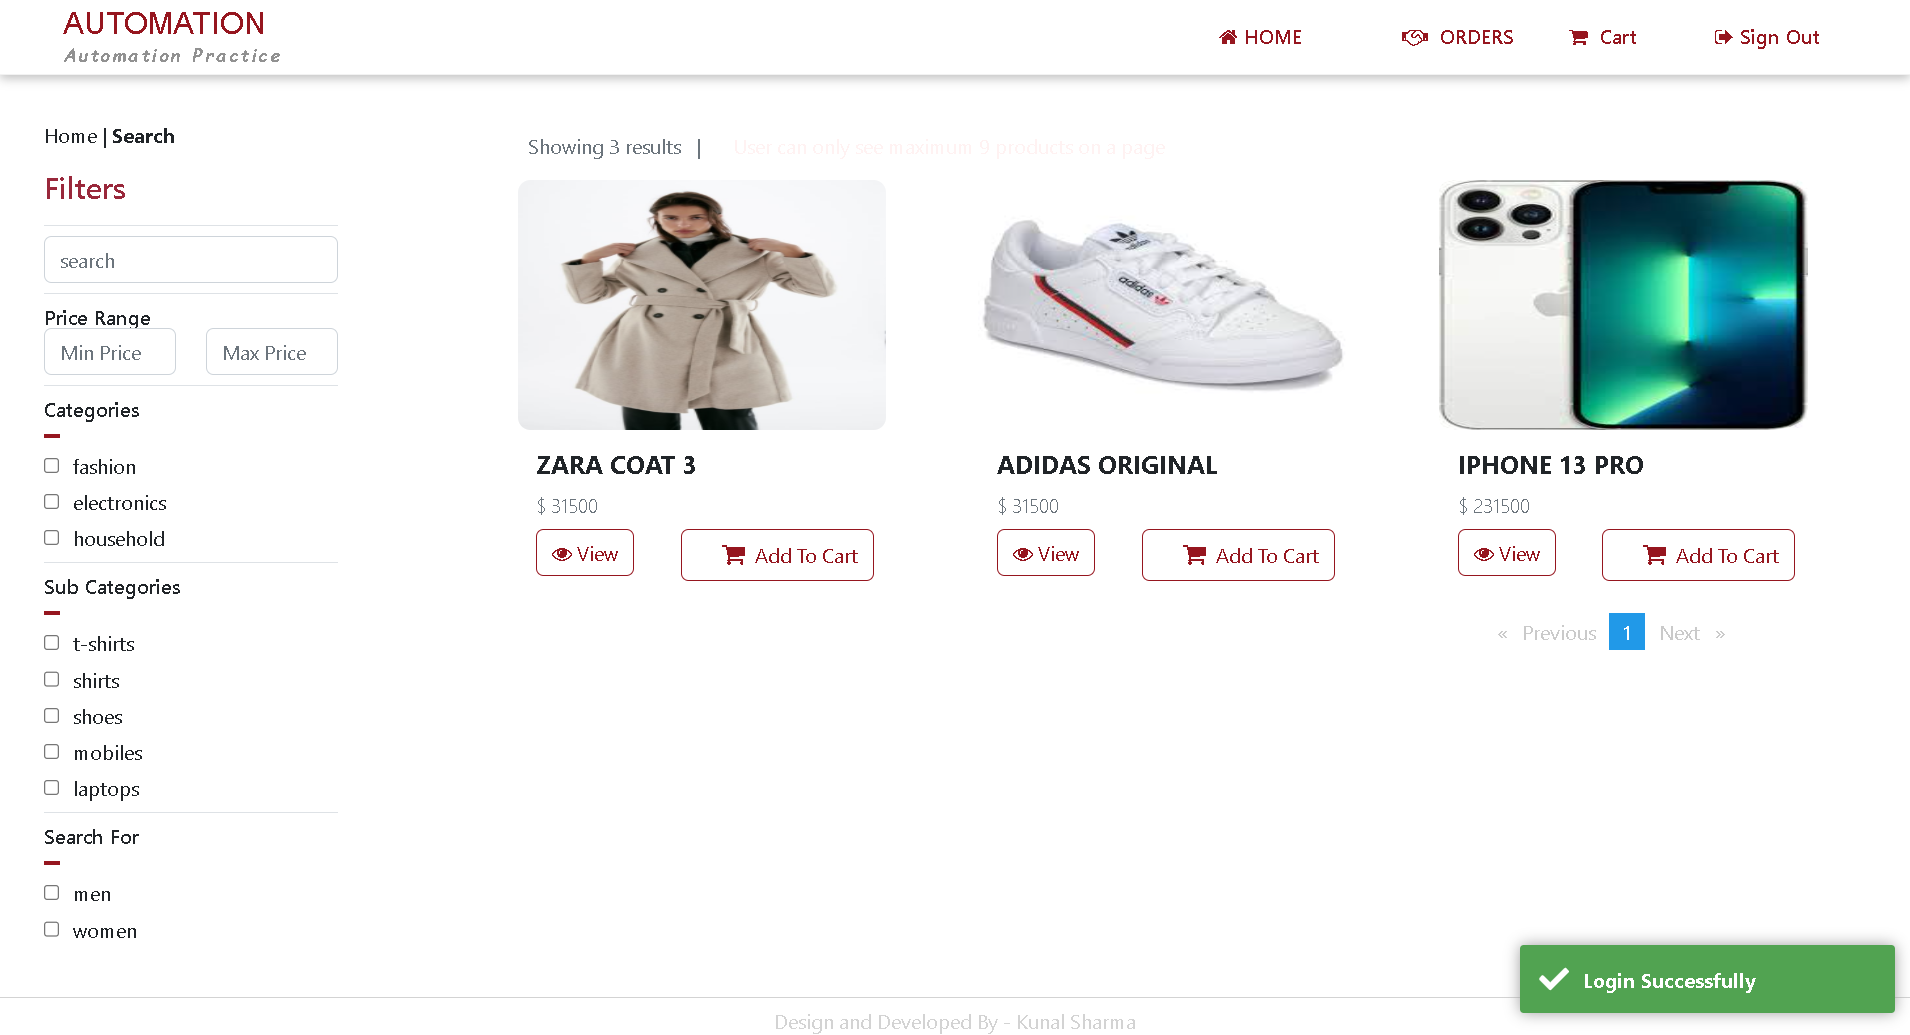 AUTOMATION
Automation Practice
HOME
ORDERS
Cart
Sign Out
Home | Search
Filters
search
Price Range
Min Price
Max Price
Categories
fashion
electronics
household
Sub Categories
t-shirts
shirts
shoes
mobiles
laptops
Search For
men
women
Showing 3 results |
User can only see maximum 9 products on a page
adidas
ZARA COAT 3
$ 31500
View
Add To Cart
ADIDAS ORIGINAL
$ 31500
View
Add To Cart
IPHONE 13 PRO
$ 231500
View
Add To Cart
« Previous 1 Next »
Login Successfully
Design and Developed By - Kunal Sharma